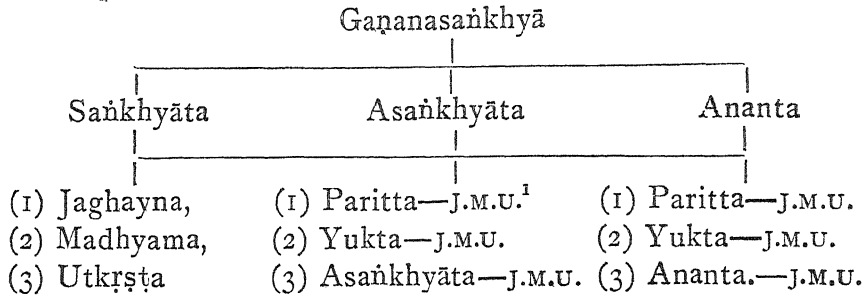 Gaṇanasaṅkhyā
Saṅkhyāta Asaṅkhyāta Ananta
(1) Jaghayna, (1) Paritta—J.M.U.¹ (1) Paritta—J.M.U.
(2) Madhyama, (2) Yukta—J.M.U. (2) Yukta—J.M.U.
(3) Utkṛṣṭa (3) Asaṅkhyāta—J.M.U. (3) Ananta.—J.M.U.